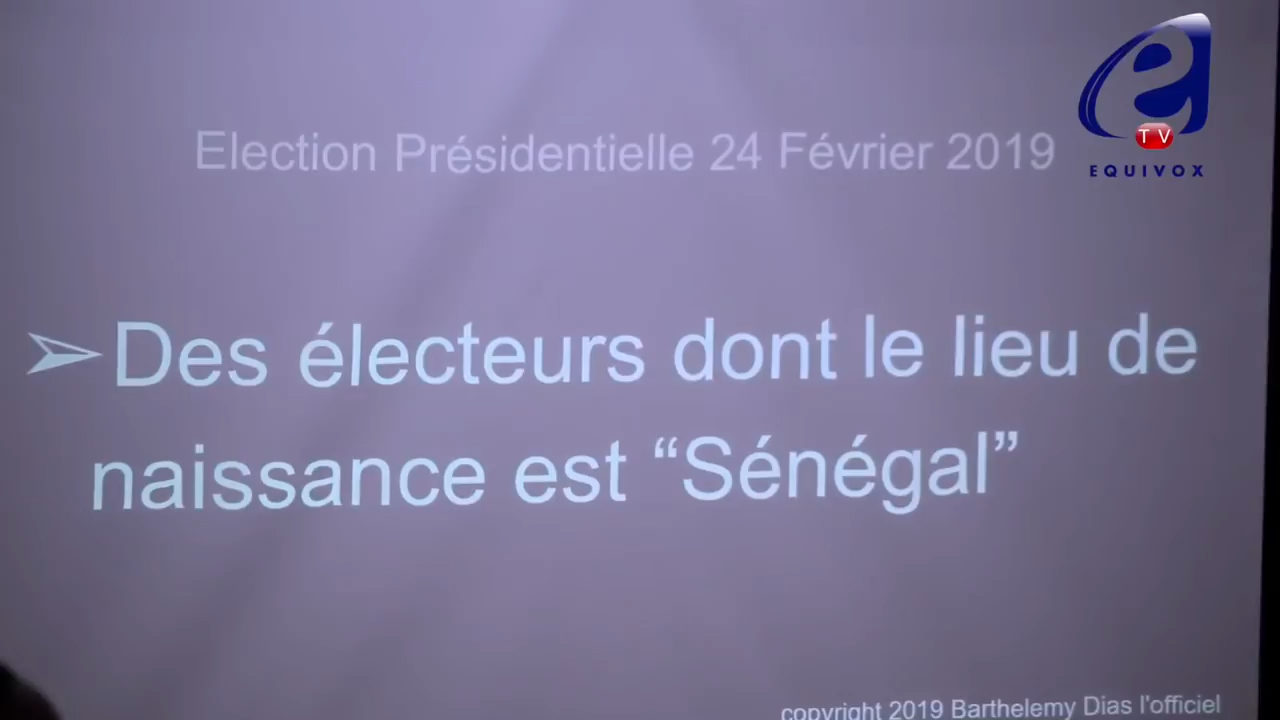 e
TV
EQUIVOX
Election Présidentielle 24 Février 2019
➢Des électeurs dont le lieu de
naissance est “Sénégal”
copyright 2019 Barthelemy Dias l'officiel